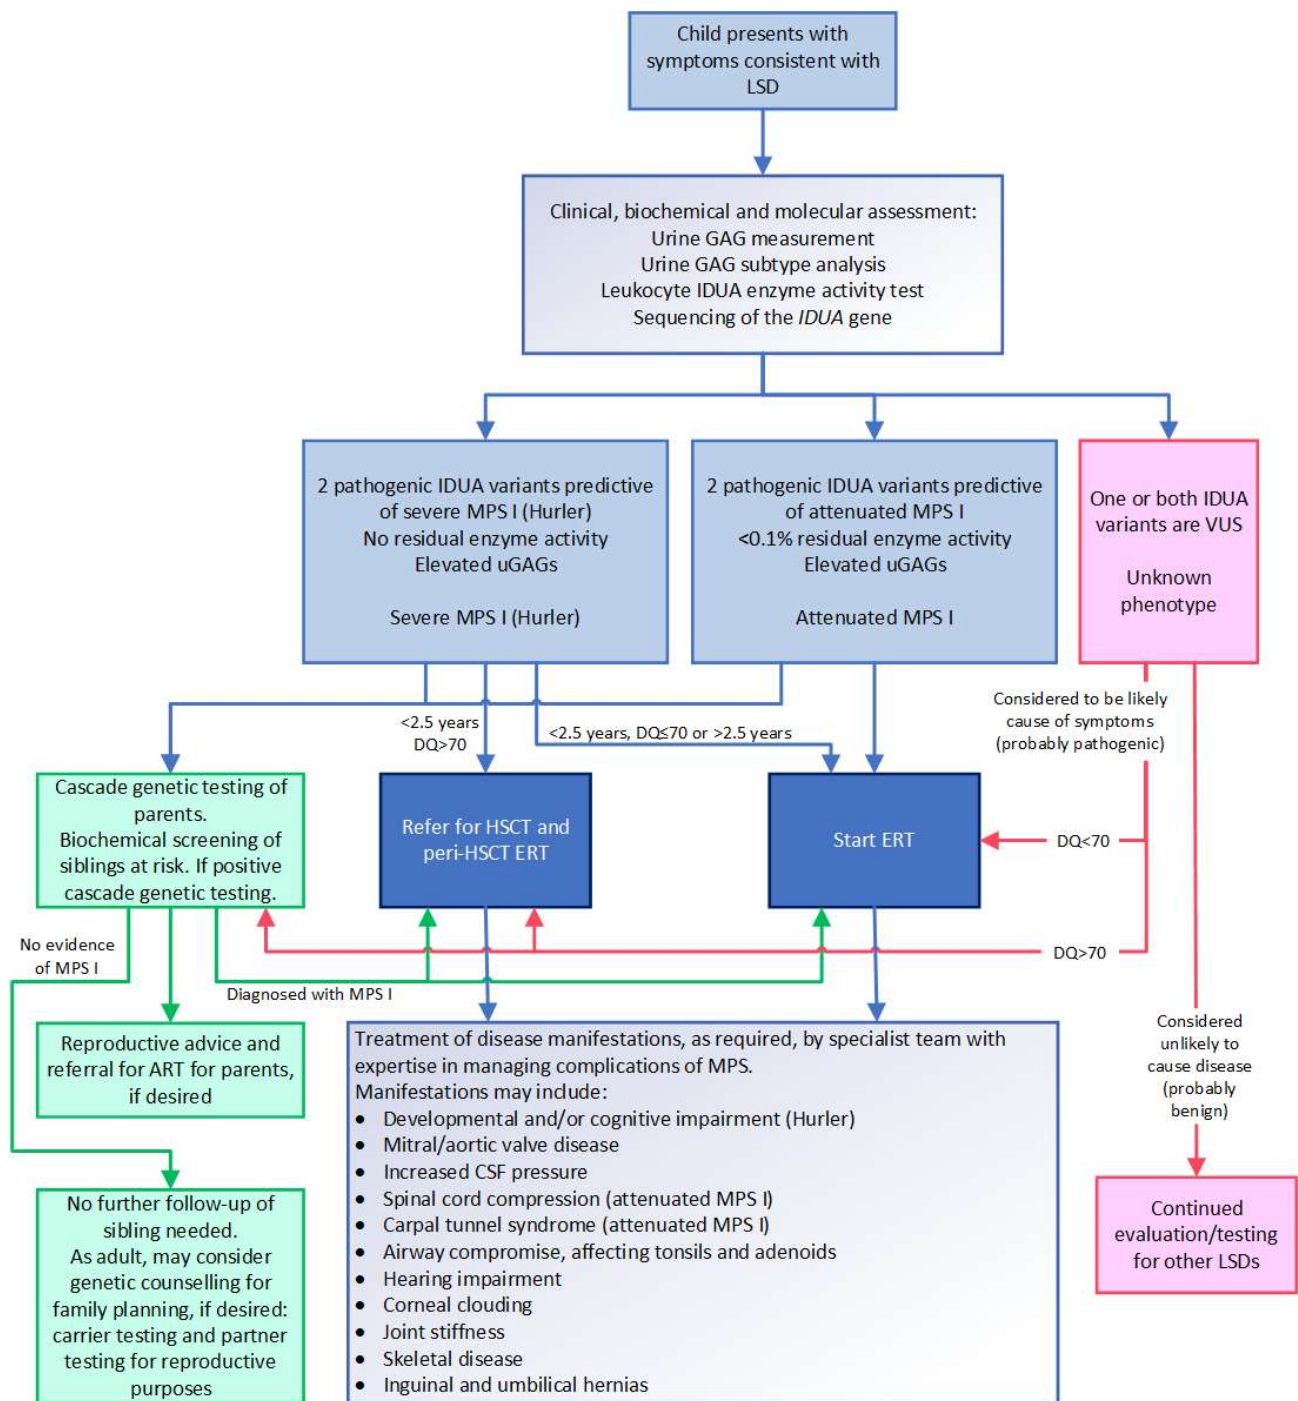 Child presents with
symptoms consistent with
LSD
Clinical, biochemical and molecular assessment:
Urine GAG measurement
Urine GAG subtype analysis
Leukocyte IDUA enzyme activity test
Sequencing of the IDUA gene
2 pathogenic IDUA variants predictive
of severe MPS I (Hurler)
No residual enzyme activity
Elevated uGAGs
Severe MPS I (Hurler)
2 pathogenic IDUA variants predictive
of attenuated MPS I
<0.1% residual enzyme activity
Elevated uGAGs
Attenuated MPS I
One or both IDUA
variants are VUS
Unknown
phenotype
<2.5 years
DQ>70
<2.5 years, DQ≤70 or >2.5 years
Considered to be likely
cause of symptoms
(probably pathogenic)
Cascade genetic testing of
parents.
Biochemical screening of
siblings at risk. If positive
cascade genetic testing.
Refer for HSCT and
peri-HSCT ERT
Start ERT
DQ<70
DQ>70
No evidence
of MPS I
Diagnosed with MPS I
Reproductive advice and
referral for ART for parents,
if desired
Treatment of disease manifestations, as required, by specialist team with
expertise in managing complications of MPS.
Manifestations may include:
• Developmental and/or cognitive impairment (Hurler)
• Mitral/aortic valve disease
• Increased CSF pressure
• Spinal cord compression (attenuated MPS I)
• Carpal tunnel syndrome (attenuated MPS I)
• Airway compromise, affecting tonsils and adenoids
• Hearing impairment
• Corneal clouding
• Joint stiffness
• Skeletal disease
• Inguinal and umbilical hernias
Considered
unlikely to
cause disease
(probably
benign)
No further follow-up of
sibling needed.
As adult, may consider
genetic counselling for
family planning, if desired:
carrier testing and partner
testing for reproductive
purposes
Continued
evaluation/testing
for other LSDs